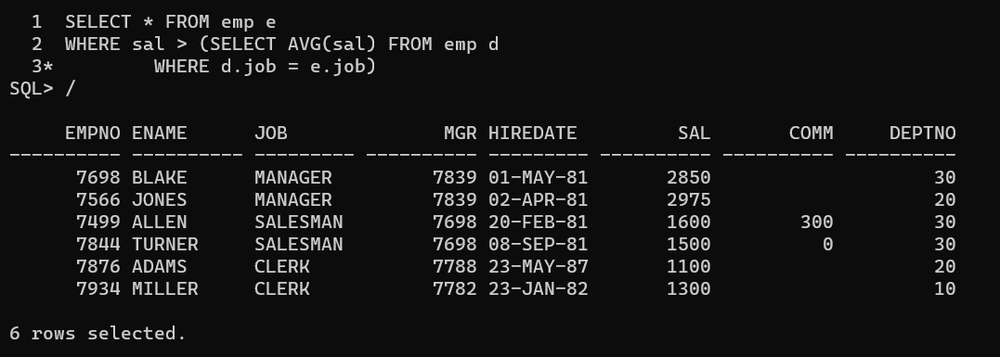 1  SELECT * FROM emp e
  2  WHERE sal > (SELECT AVG(sal) FROM emp d
  3*         WHERE d.job = e.job)
SQL> /

     EMPNO ENAME      JOB              MGR HIREDATE         SAL       COMM     DEPTNO
---------- ---------- --------- ---------- --------- ---------- ---------- ----------
      7698 BLAKE      MANAGER         7839 01-MAY-81       2850                    30
      7566 JONES      MANAGER         7839 02-APR-81       2975                    20
      7499 ALLEN      SALESMAN        7698 20-FEB-81       1600        300         30
      7844 TURNER     SALESMAN        7698 08-SEP-81       1500          0         30
      7876 ADAMS      CLERK           7788 23-MAY-87       1100                    20
      7934 MILLER     CLERK           7782 23-JAN-82       1300                    10

6 rows selected.